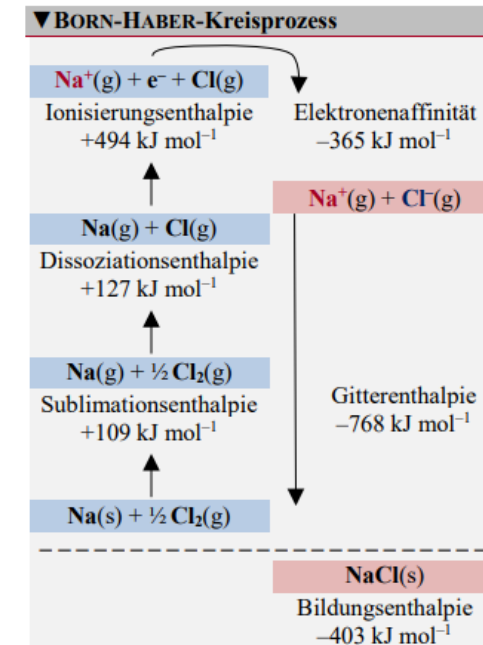 ▼BORN-HABER-Kreisprozess
Na⁺(g) + e⁻ + Cl(g)
Ionisierungsenthalpie
+494 kJ mol⁻¹
Elektronenaffinität
–365 kJ mol⁻¹
Na⁺(g) + Cl⁻(g)
Na(g) + Cl(g)
Dissoziationsenthalpie
+127 kJ mol⁻¹
Na(g) + ½ Cl₂(g)
Sublimationsenthalpie
+109 kJ mol⁻¹
Gitterenthalpie
–768 kJ mol⁻¹
Na(s) + ½ Cl₂(g)
NaCl(s)
Bildungsenthalpie
–403 kJ mol⁻¹